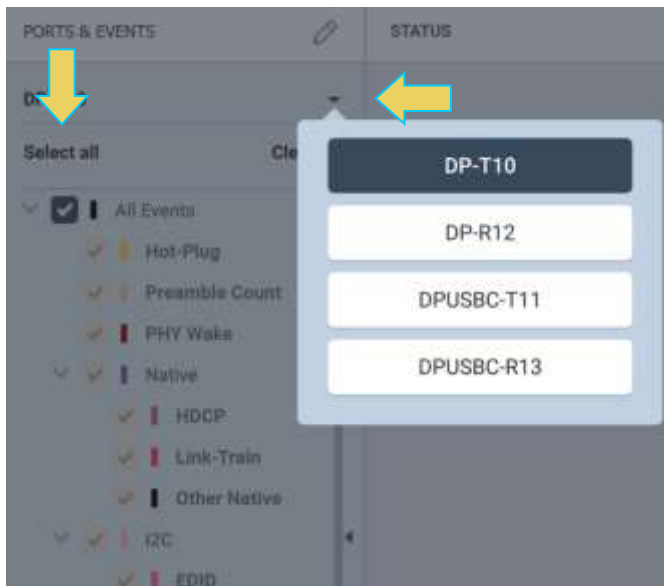 PORTS & EVENTS
STATUS
Select all
DP-T10
All Events
DP-R12
Hot-Plug
Preamble Count
DPUSBC-T11
PHY Wake
DPUSBC-R13
Native
HDCP
Link-Train
Other Native
I2C
EDID